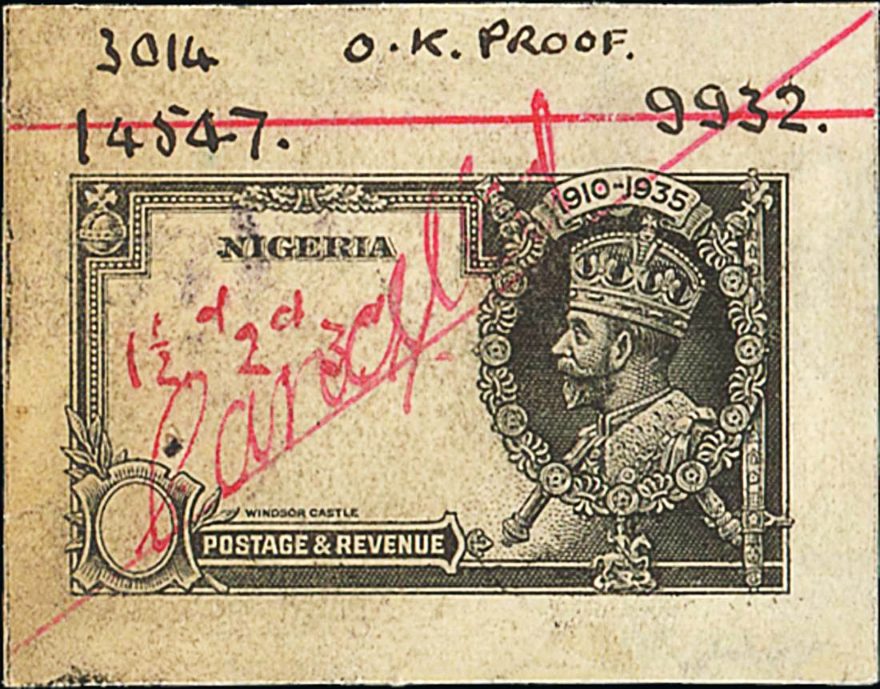 3014 O.K. PROOF.
14547. 9932.
1910-1935
NIGERIA
1½d 2d 3d
Cancelled
WINDSOR CASTLE
POSTAGE & REVENUE